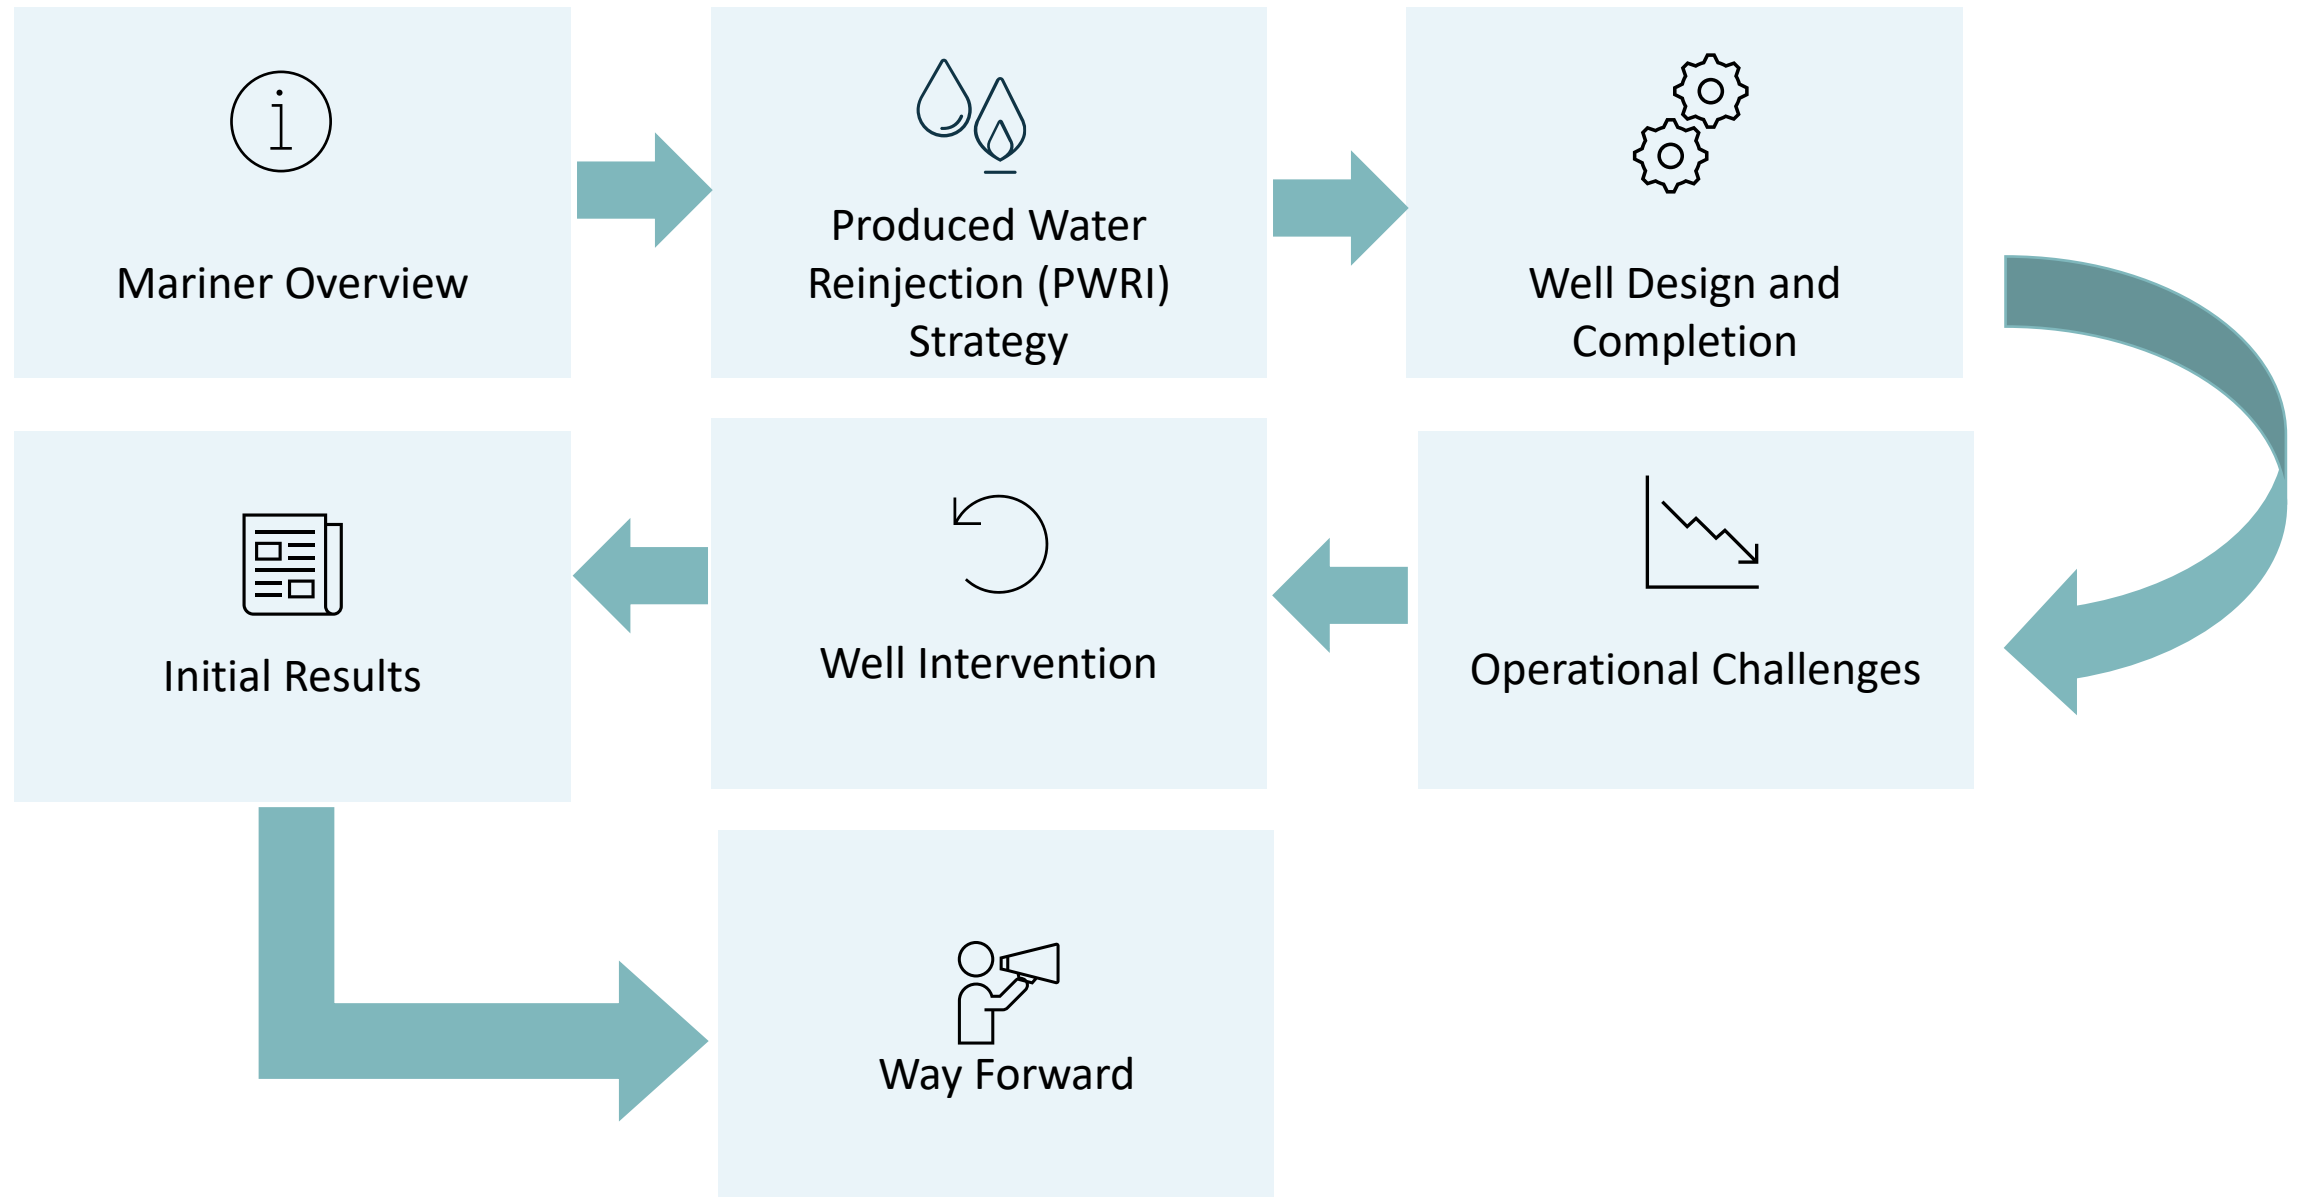 Mariner Overview
Produced Water
Reinjection (PWRI)
Strategy
Well Design and
Completion
Operational Challenges
Well Intervention
Initial Results
Way Forward